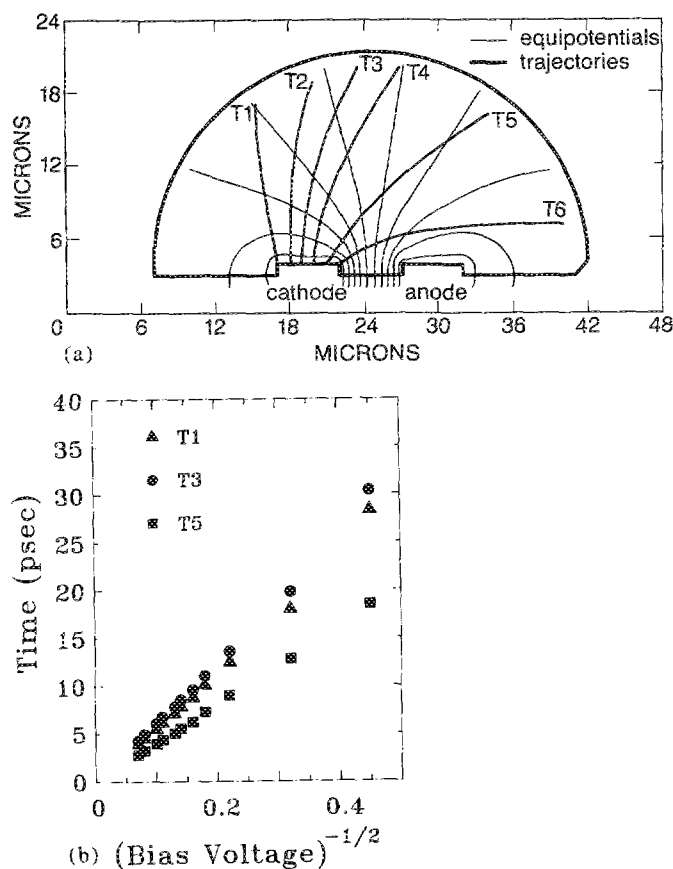 24
18
12
6
0
MICRONS
equipotentials
trajectories
T1
T2
T3
T4
T5
T6
cathode
anode
0 6 12 18 24 30 36 42 48
(a) MICRONS
40
35
30
25
20
15
10
5
0
Time (psec)
T1
T3
T5
0 0.2 0.4
(b) (Bias Voltage)^-1/2